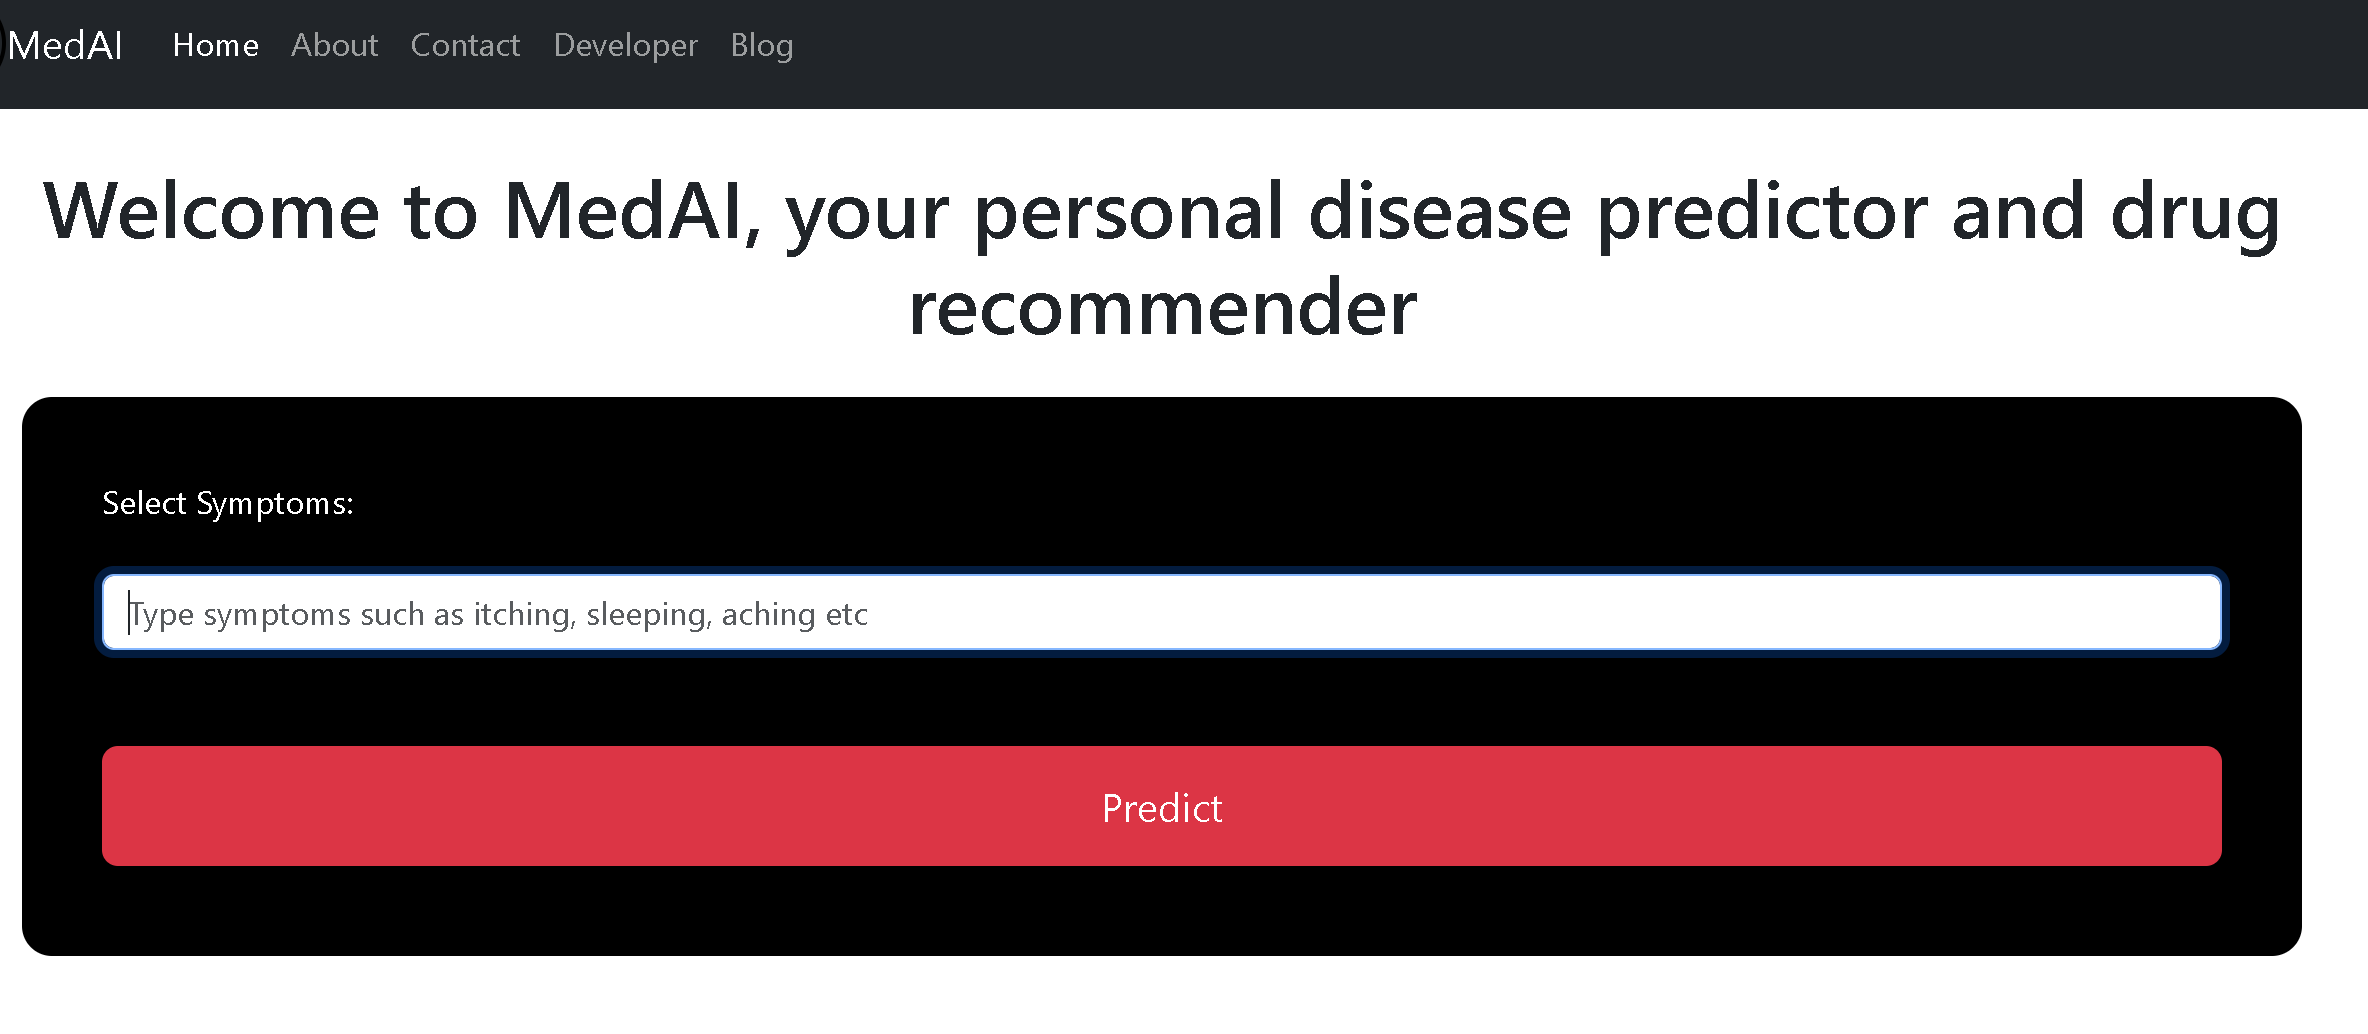 MedAI Home About Contact Developer Blog
Welcome to MedAI, your personal disease predictor and drug
recommender
Select Symptoms:
Type symptoms such as itching, sleeping, aching etc
Predict